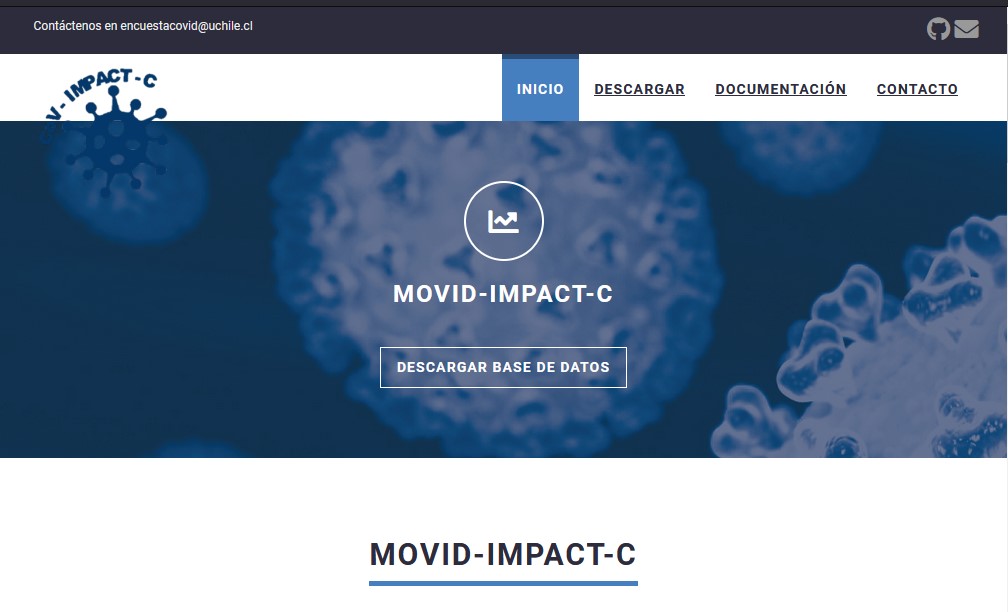 Contáctenos en encuestacovid@uchile.cl
IMPACT-C
INICIO
DESCARGAR
DOCUMENTACIÓN
CONTACTO
MOVID-IMPACT-C
DESCARGAR BASE DE DATOS
MOVID-IMPACT-C